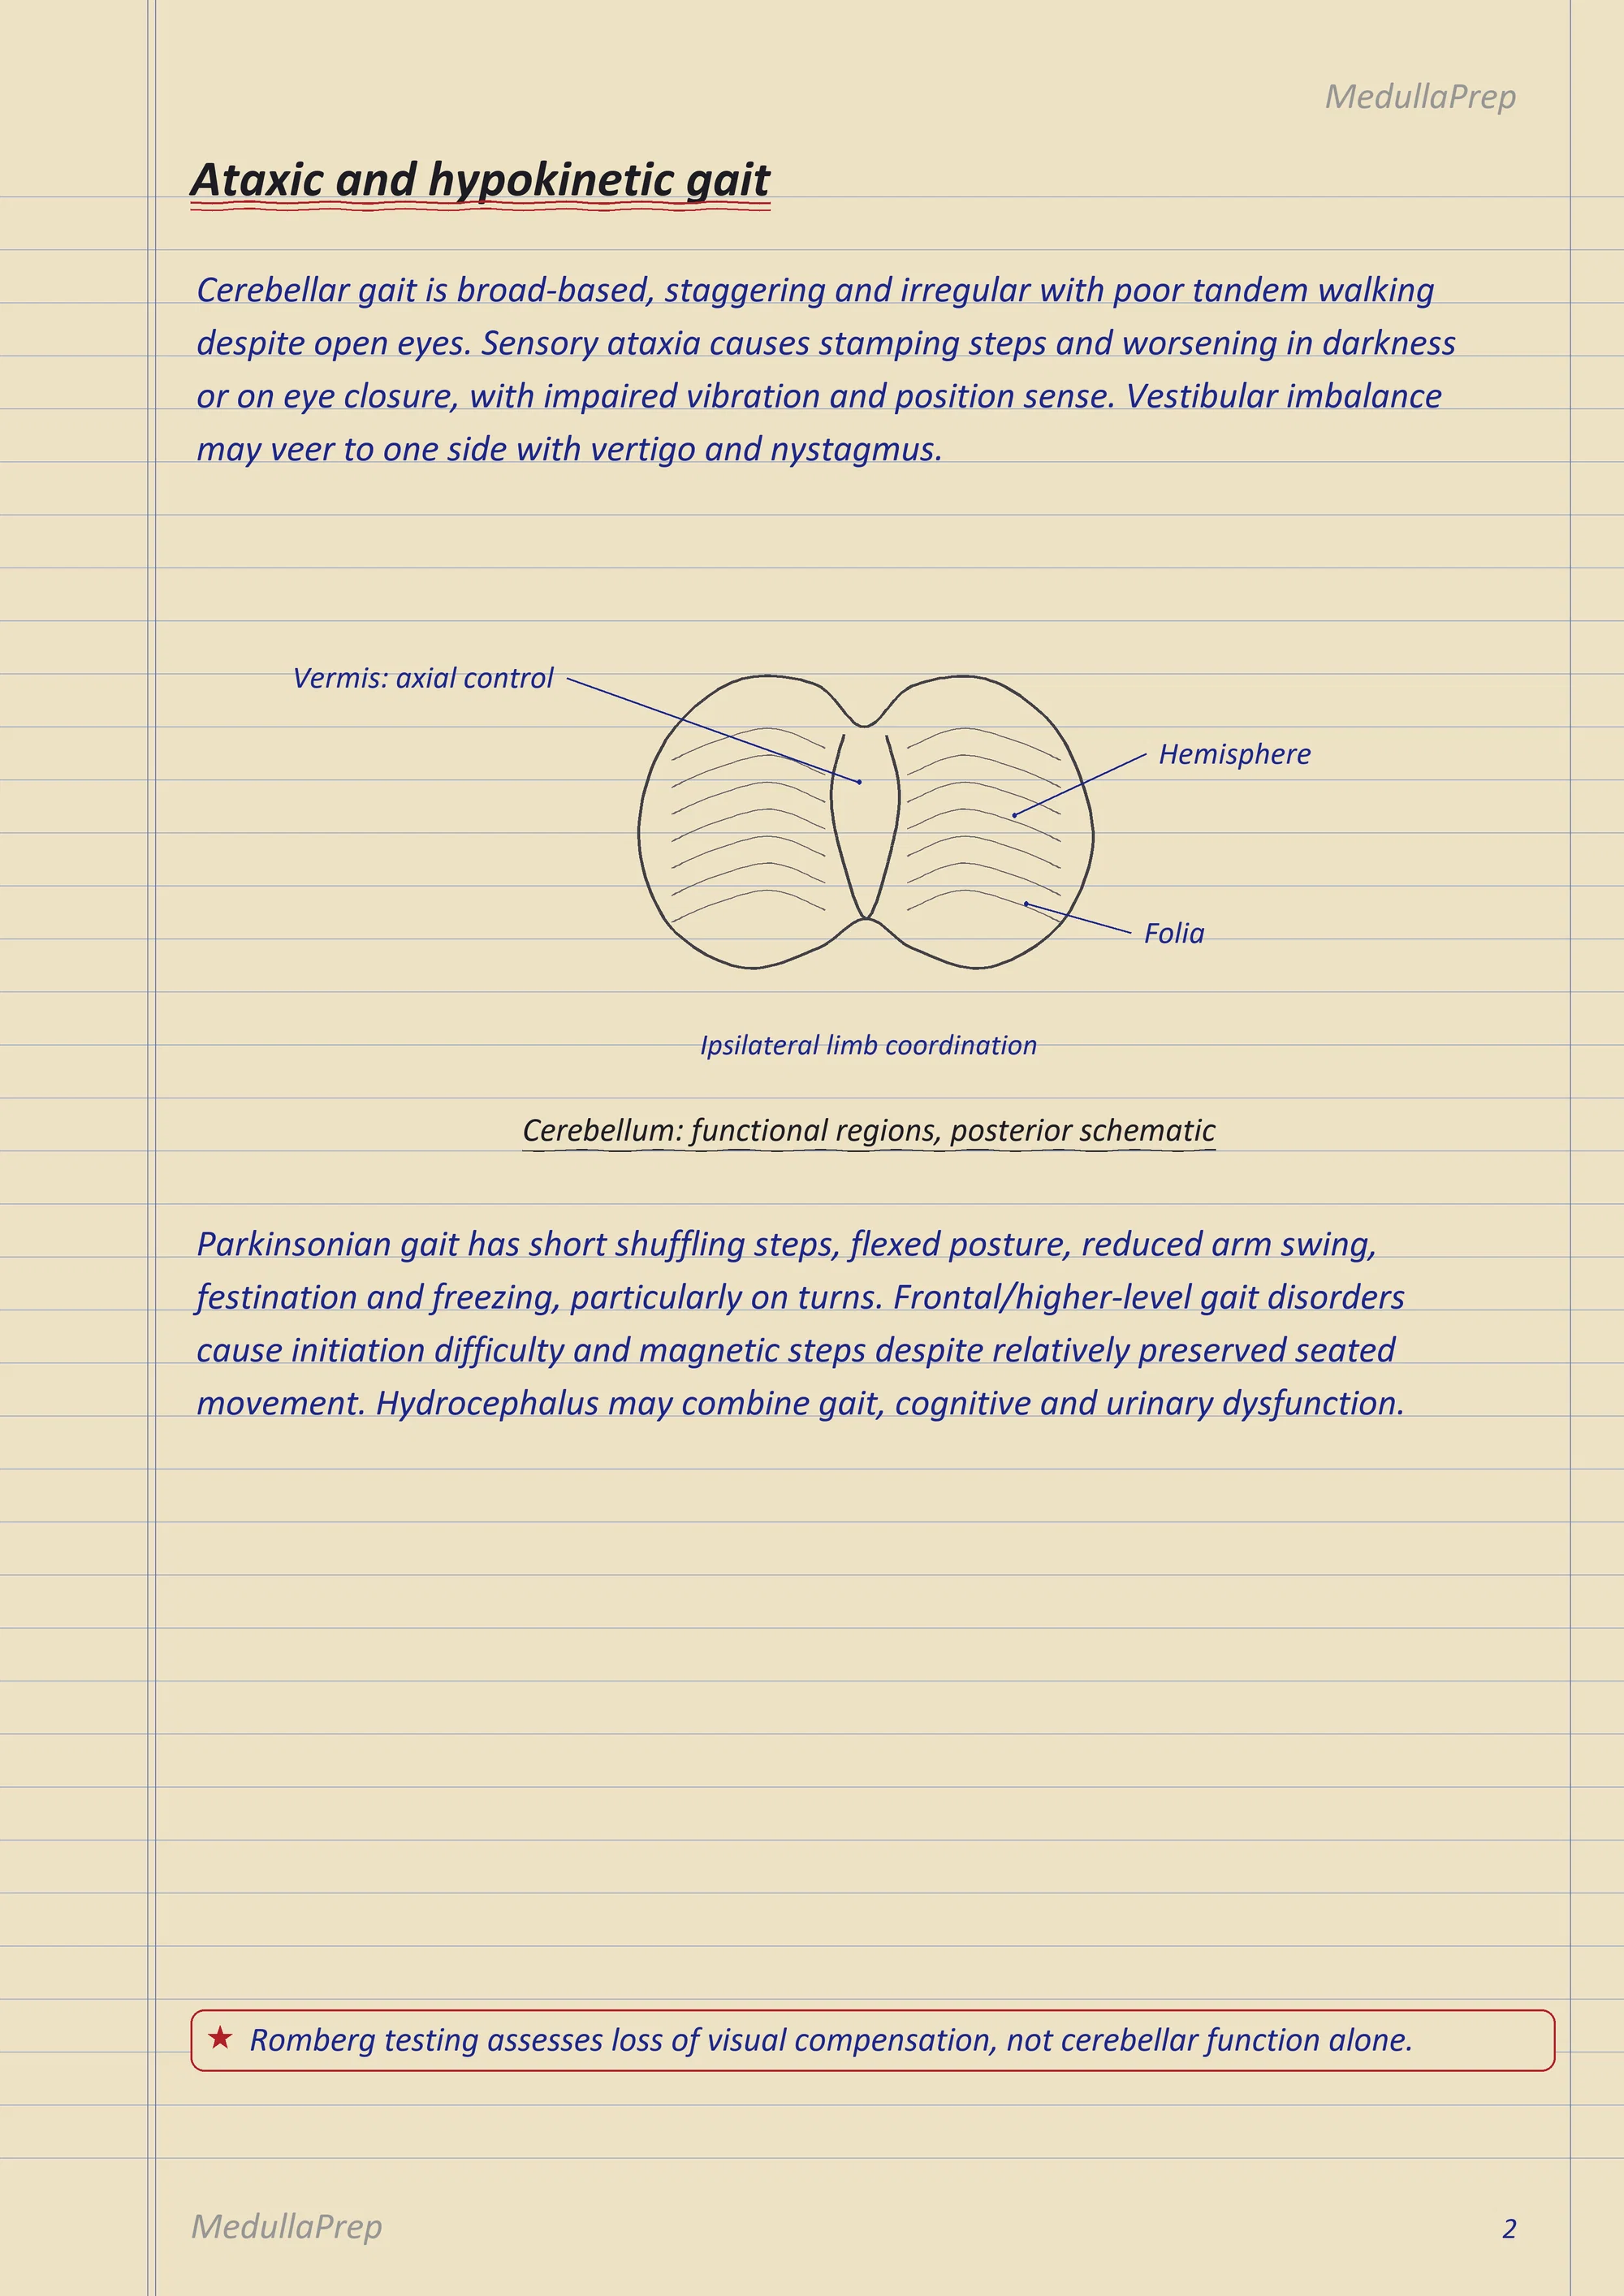 MedullaPrep
Ataxic and hypokinetic gait
Cerebellar gait is broad-based, staggering and irregular with poor tandem walking
despite open eyes. Sensory ataxia causes stamping steps and worsening in darkness
or on eye closure, with impaired vibration and position sense. Vestibular imbalance
may veer to one side with vertigo and nystagmus.
Vermis: axial control
Hemisphere
Folia
Ipsilateral limb coordination
Cerebellum: functional regions, posterior schematic
Parkinsonian gait has short shuffling steps, flexed posture, reduced arm swing,
festination and freezing, particularly on turns. Frontal/higher-level gait disorders
cause initiation difficulty and magnetic steps despite relatively preserved seated
movement. Hydrocephalus may combine gait, cognitive and urinary dysfunction.
★ Romberg testing assesses loss of visual compensation, not cerebellar function alone.
MedullaPrep
2